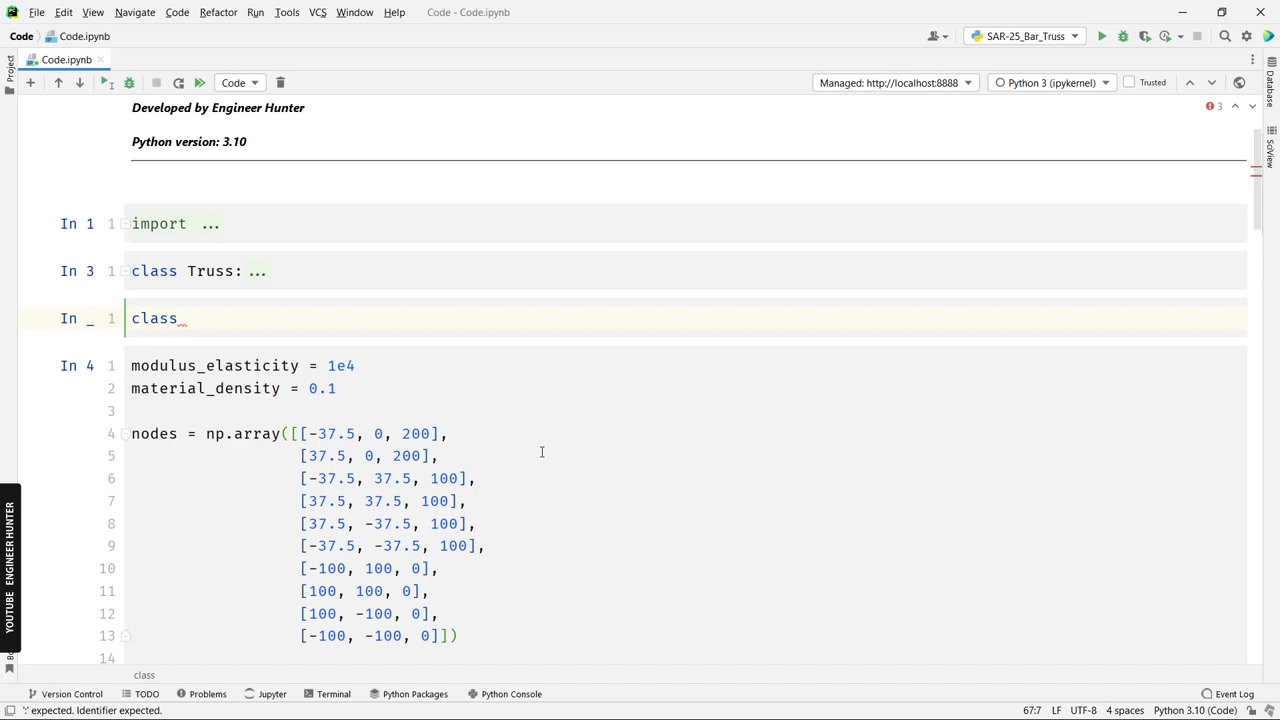 File Edit View Navigate Code Refactor Run Tools VCS Window Help Code - Code.ipynb
Code Code.ipynb SAR-25_Bar_Truss
Code.ipynb
Code Managed: http://localhost:8888 Python 3 (ipykernel) Trusted
Project
Database
SciView
Developed by Engineer Hunter
3
Python version: 3.10
In 1 1 import ...
In 3 1 class Truss:...
In _ 1 class
In 4 1 modulus_elasticity = 1e4
2 material_density = 0.1
3
4 nodes = np.array([[-37.5, 0, 200],
5 [37.5, 0, 200],
6 [-37.5, 37.5, 100],
7 [37.5, 37.5, 100],
8 [37.5, -37.5, 100],
9 [-37.5, -37.5, 100],
10 [-100, 100, 0],
11 [100, 100, 0],
12 [100, -100, 0],
13 [-100, -100, 0]])
14
YOUTUBE ENGINEER HUNTER
class
Version Control TODO Problems Jupyter Terminal Python Packages Python Console Event Log
':' expected. Identifier expected. 67:7 LF UTF-8 4 spaces Python 3.10 (Code)